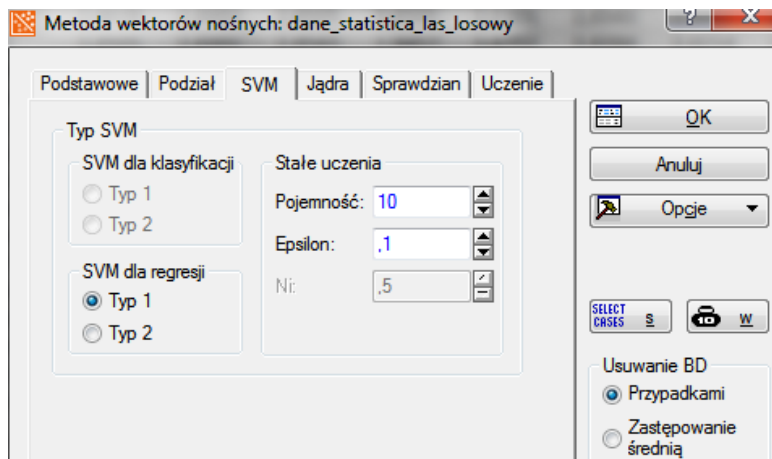 Metoda wektorów nośnych: dane_statistica_las_losowy
? X
Podstawowe Podział SVM Jądra Sprawdzian Uczenie
Typ SVM
SVM dla klasyfikacji
Typ 1
Typ 2
SVM dla regresji
Typ 1
Typ 2
Stałe uczenia
Pojemność: 10
Epsilon: ,1
Ni: ,5
OK
Anuluj
Opcje
SELECT CASES S
W
Usuwanie BD
Przypadkami
Zastępowanie
średnią